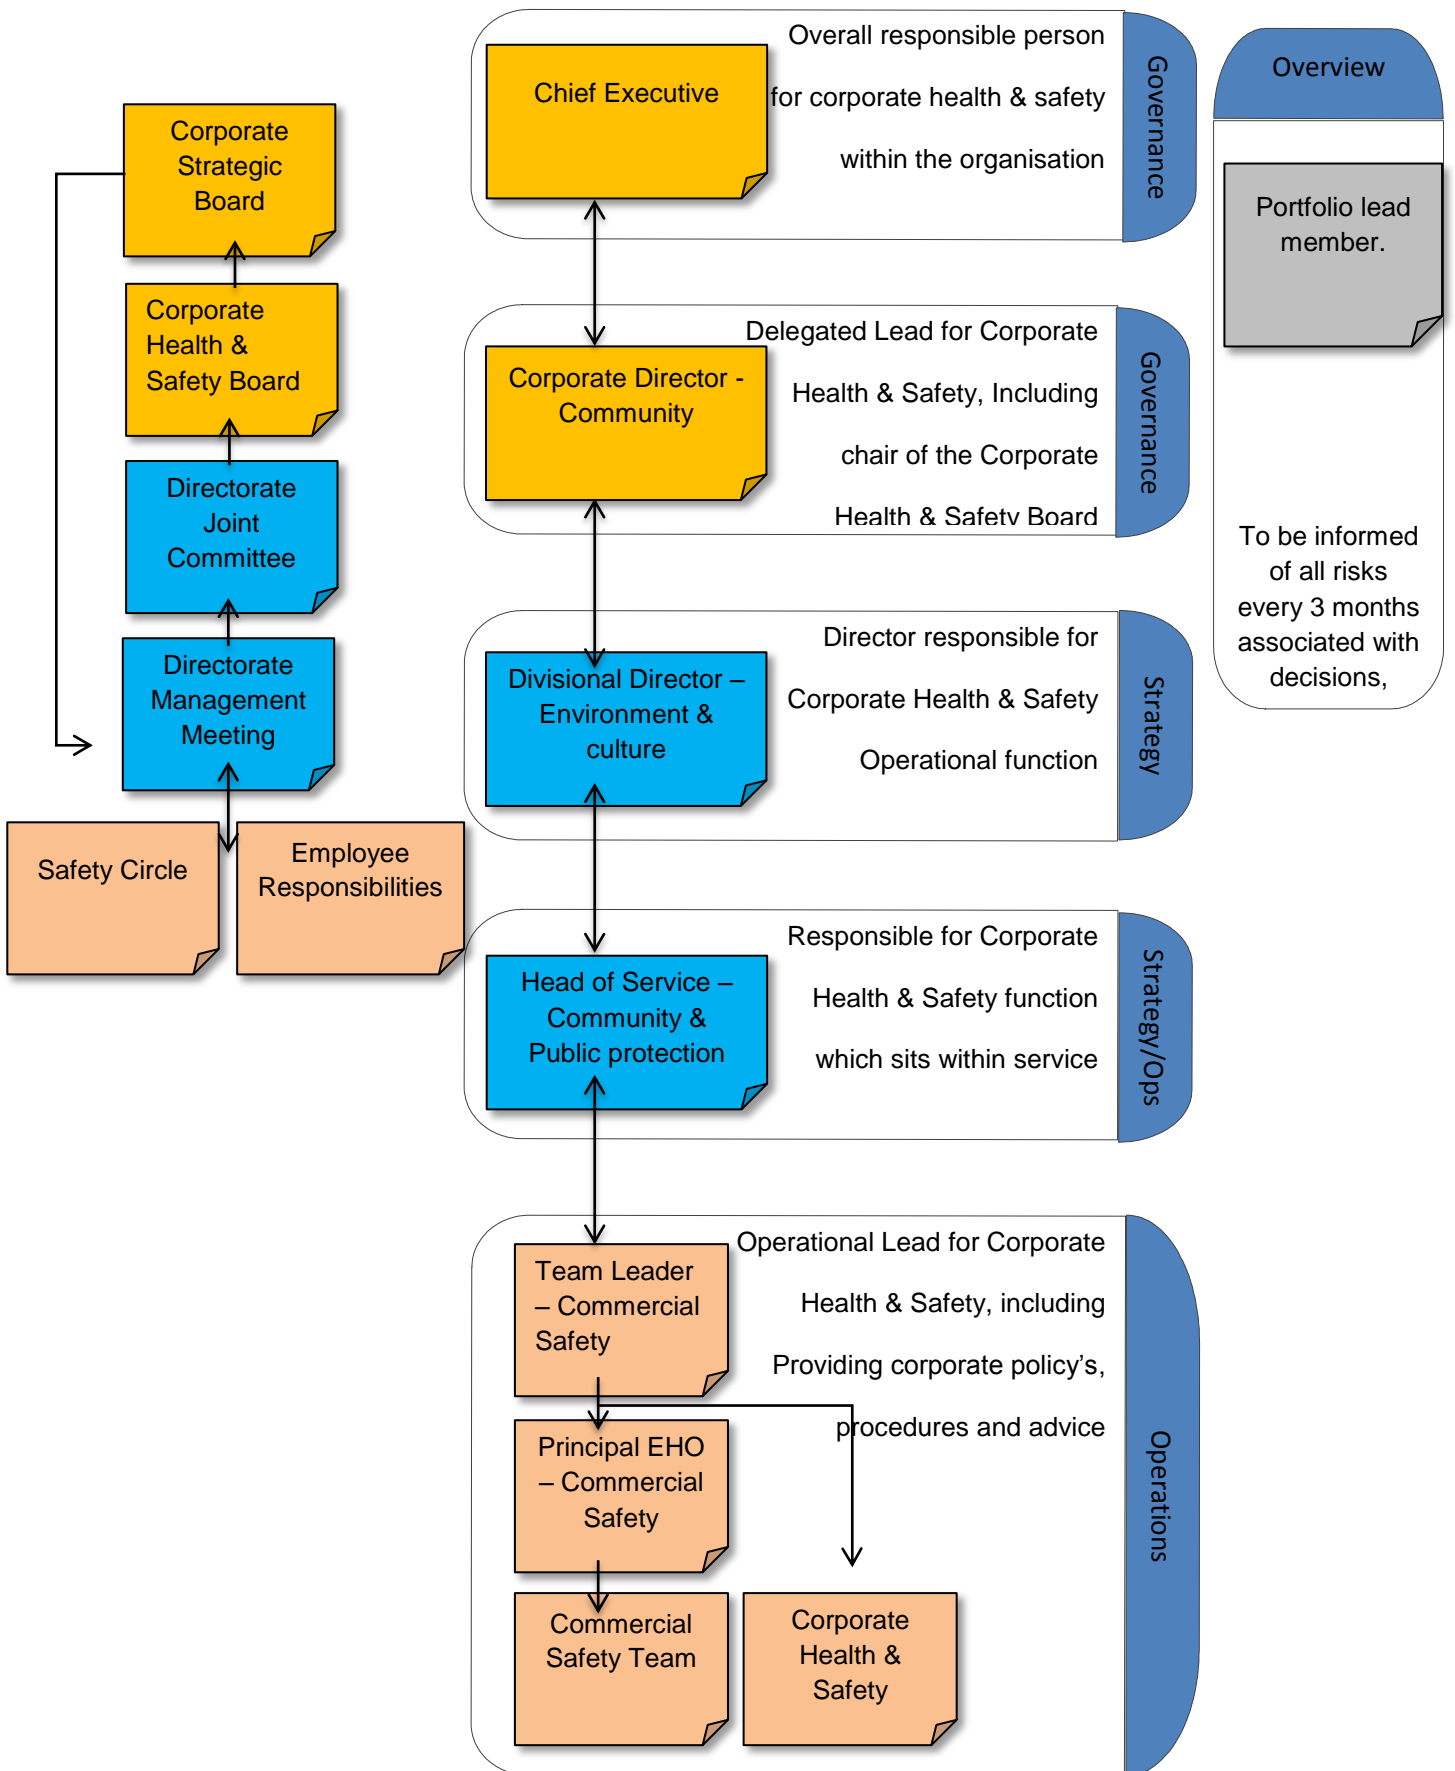 Corporate
Strategic
Board
Corporate
Health &
Safety Board
Directorate
Joint
Committee
Directorate
Management
Meeting
Safety Circle
Employee
Responsibilities
Chief Executive
Overall responsible person
for corporate health & safety
within the organisation
Governance
Corporate Director -
Community
Delegated Lead for Corporate
Health & Safety, Including
chair of the Corporate
Health & Safety Board
Governance
Divisional Director –
Environment &
culture
Director responsible for
Corporate Health & Safety
Operational function
Strategy
Head of Service –
Community &
Public protection
Responsible for Corporate
Health & Safety function
which sits within service
Strategy/Ops
Team Leader
– Commercial
Safety
Operational Lead for Corporate
Health & Safety, including
Providing corporate policy’s,
procedures and advice
Principal EHO
– Commercial
Safety
Commercial
Safety Team
Corporate
Health &
Safety
Operations
Overview
Portfolio lead
member.
To be informed
of all risks
every 3 months
associated with
decisions,